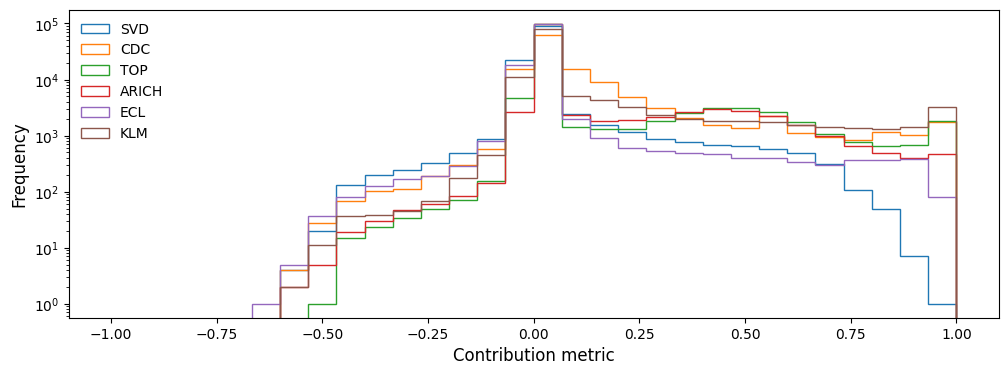 SVD
CDC
TOP
ARICH
ECL
KLM
Frequency
10⁵
10⁴
10³
10²
10¹
10⁰
−1.00 −0.75 −0.50 −0.25 0.00 0.25 0.50 0.75 1.00
Contribution metric